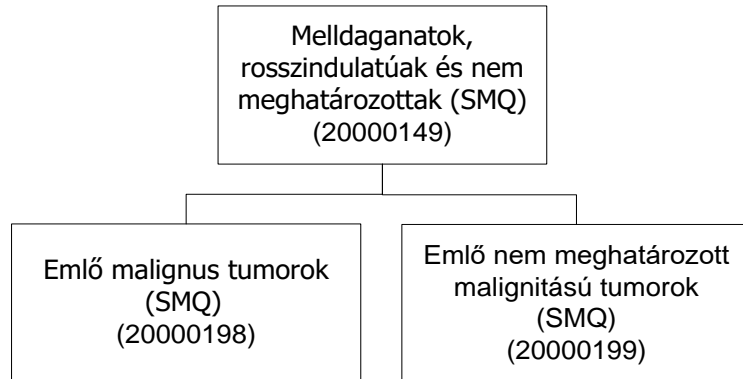 Melldaganatok,
rosszindulatúak és nem
meghatározottak (SMQ)
(20000149)
Emlő malignus tumorok
(SMQ)
(20000198)
Emlő nem meghatározott
malignitású tumorok
(SMQ)
(20000199)